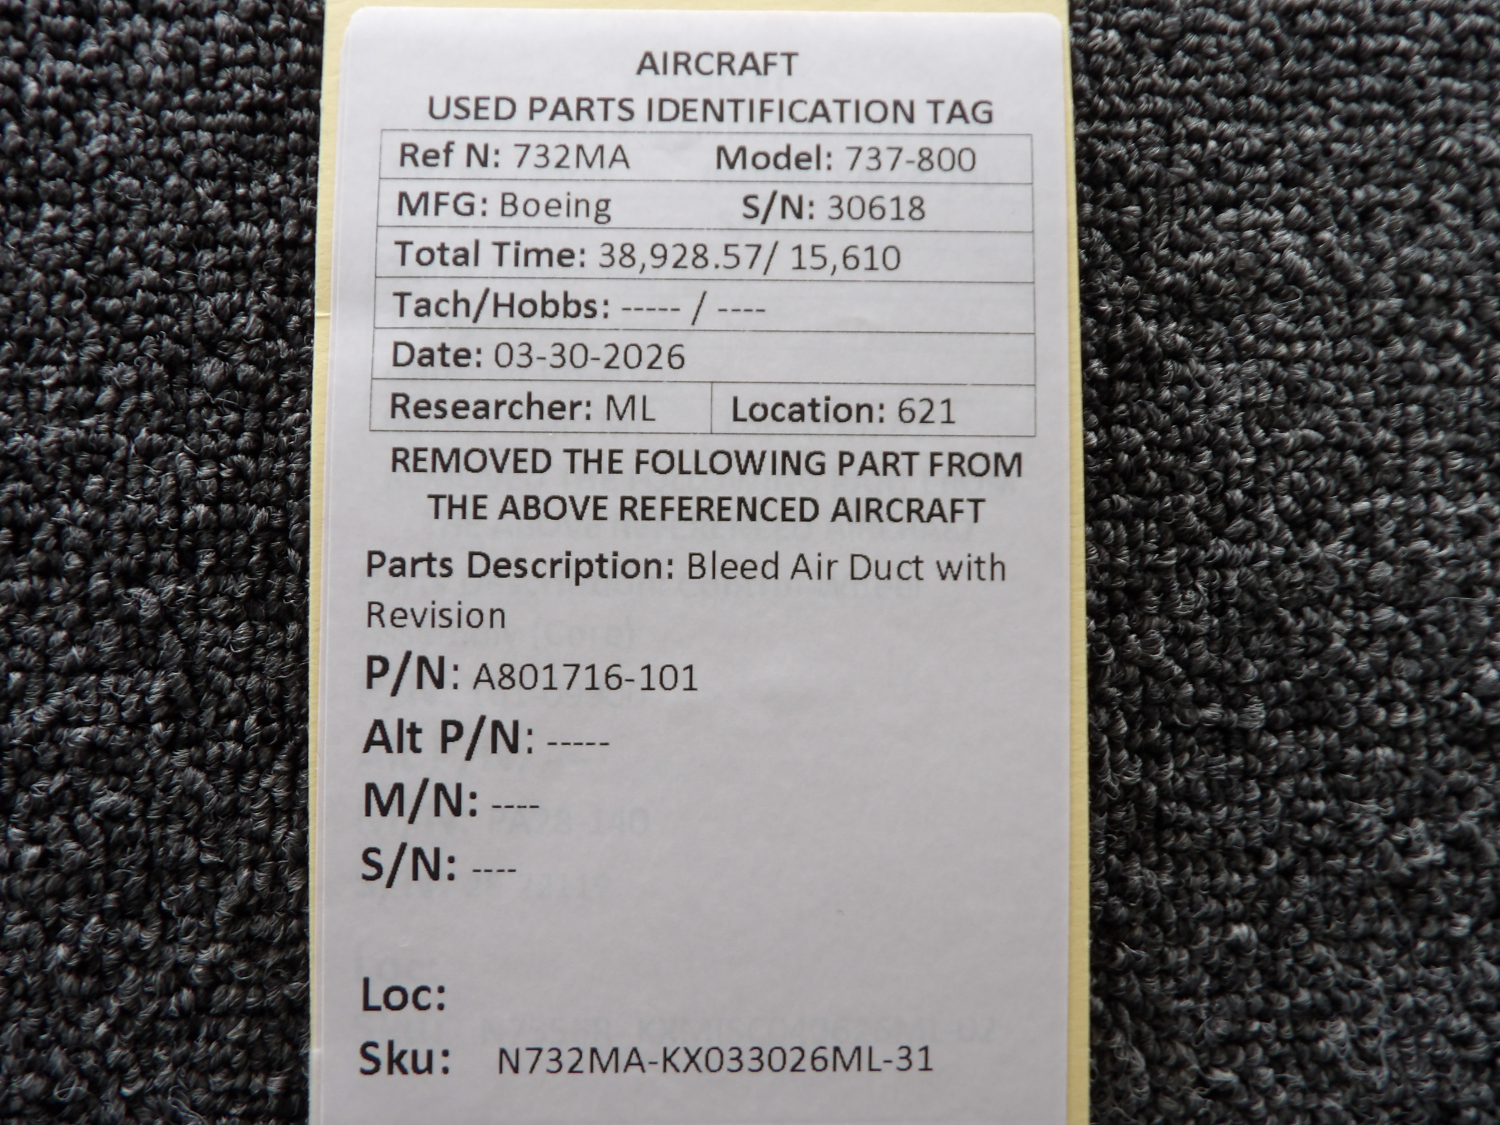 AIRCRAFT
USED PARTS IDENTIFICATION TAG
Ref N: 732MA Model: 737-800
MFG: Boeing S/N: 30618
Total Time: 38,928.57/ 15,610
Tach/Hobbs: ----- / ----
Date: 03-30-2026
Researcher: ML Location: 621
REMOVED THE FOLLOWING PART FROM
THE ABOVE REFERENCED AIRCRAFT
Parts Description: Bleed Air Duct with
Revision
P/N: A801716-101
Alt P/N: -----
M/N: ----
S/N: ----
Loc:
Sku: N732MA-KX033026ML-31